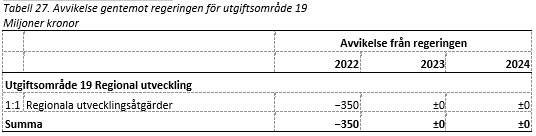 Tabell 27. Avvikelse gentemot regeringen för utgiftsområde 19
Miljoner kronor
Avvikelse från regeringen
2022 2023 2024
Utgiftsområde 19 Regional utveckling
1:1 Regionala utvecklingsåtgärder –350 ±0 ±0
Summa –350 ±0 ±0